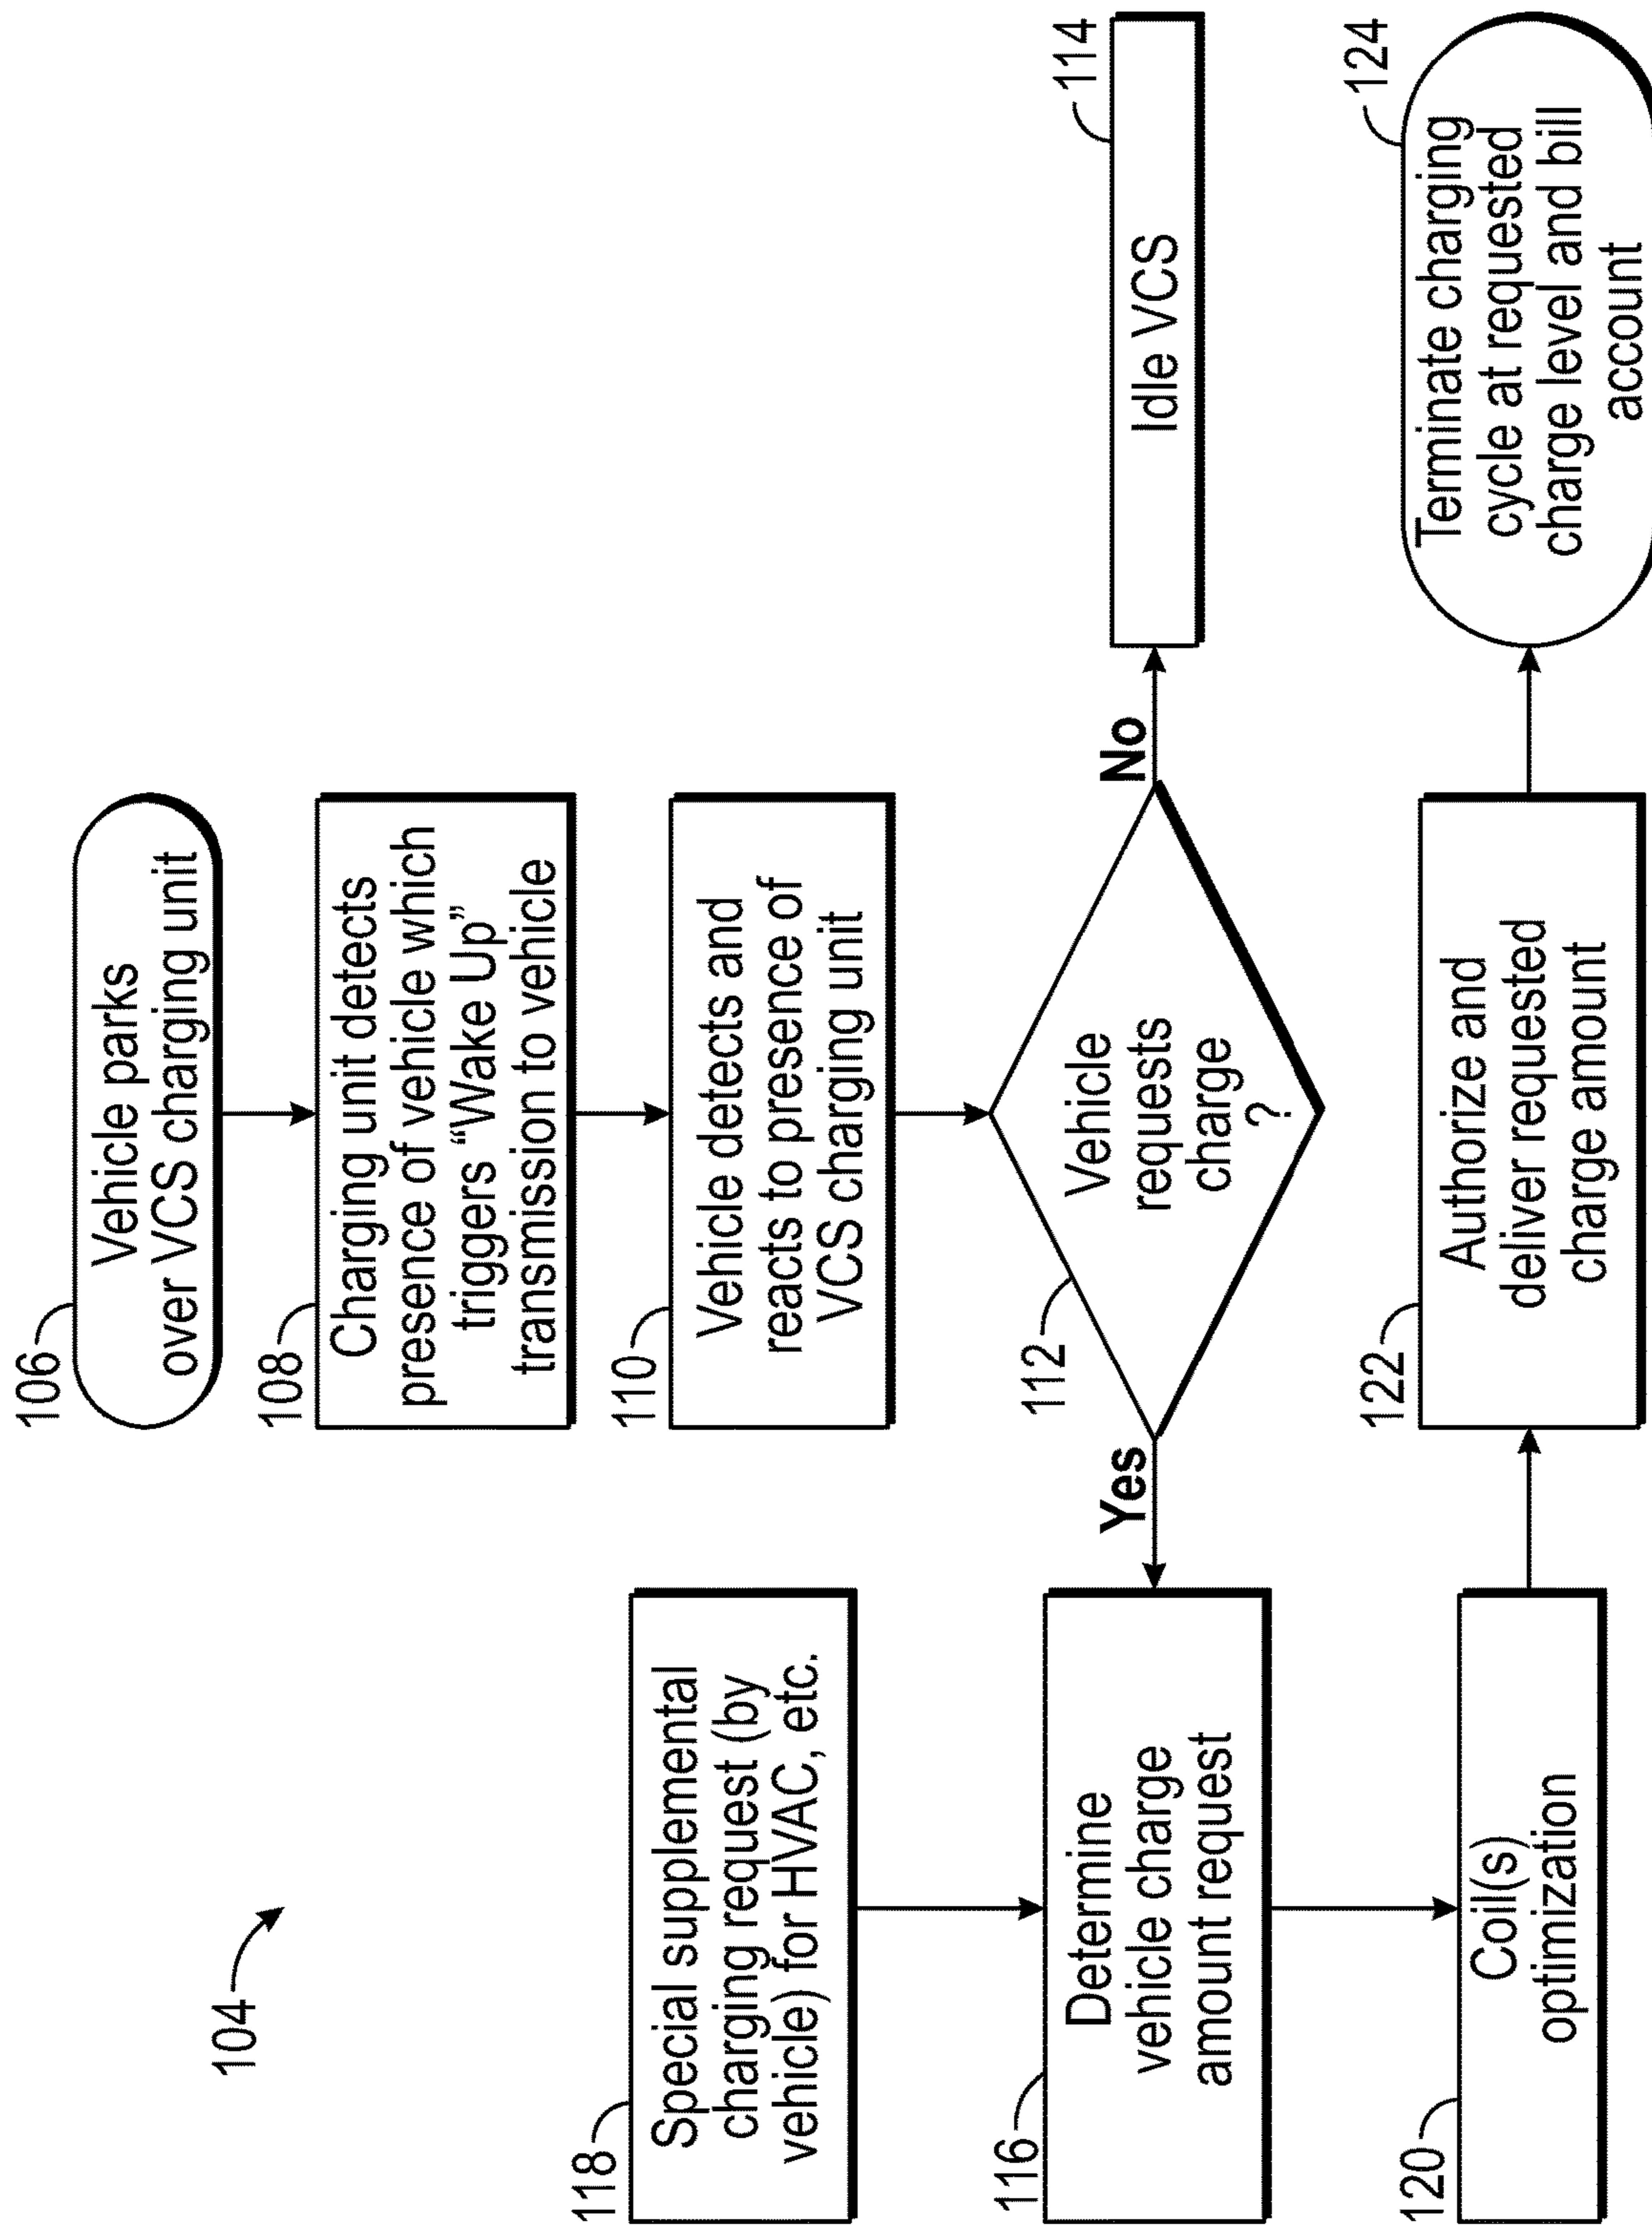 104
106
Vehicle parks
over VCS charging unit
108
Charging unit detects
presence of vehicle which
triggers “Wake Up”
transmission to vehicle
110
Vehicle detects and
reacts to presence of
VCS charging unit
112
Vehicle
requests
charge
?
No
114
Idle VCS
Yes
118
Special supplemental
charging request (by
vehicle) for HVAC, etc.
116
Determine
vehicle charge
amount request
120
Coil(s)
optimization
122
Authorize and
deliver requested
charge amount
124
Terminate charging
cycle at requested
charge level and bill
account